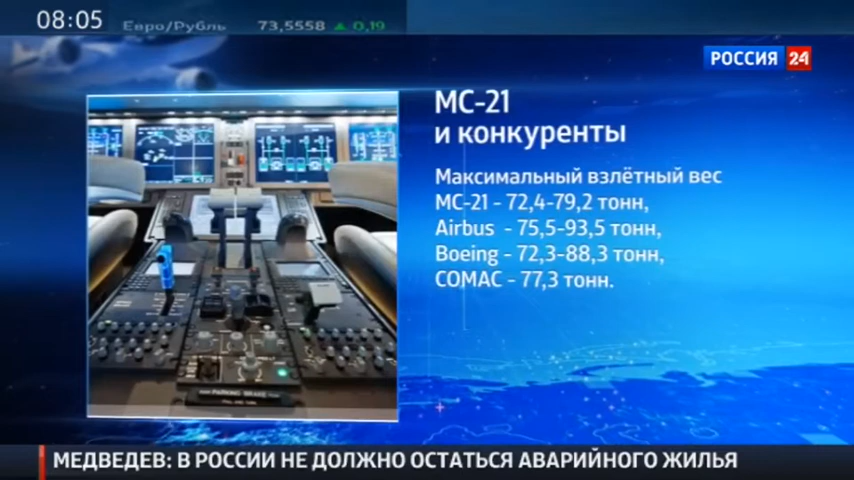 08:05 Евро/Рубль 73,5558 ▲ 0,19
РОССИЯ 24
МС-21
и конкуренты
Максимальный взлётный вес
МС-21 - 72,4-79,2 тонн,
Airbus - 75,5-93,5 тонн,
Boeing - 72,3-88,3 тонн,
COMAC - 77,3 тонн.
PARKING BRAKE
МЕДВЕДЕВ: В РОССИИ НЕ ДОЛЖНО ОСТАТЬСЯ АВАРИЙНОГО ЖИЛЬЯ